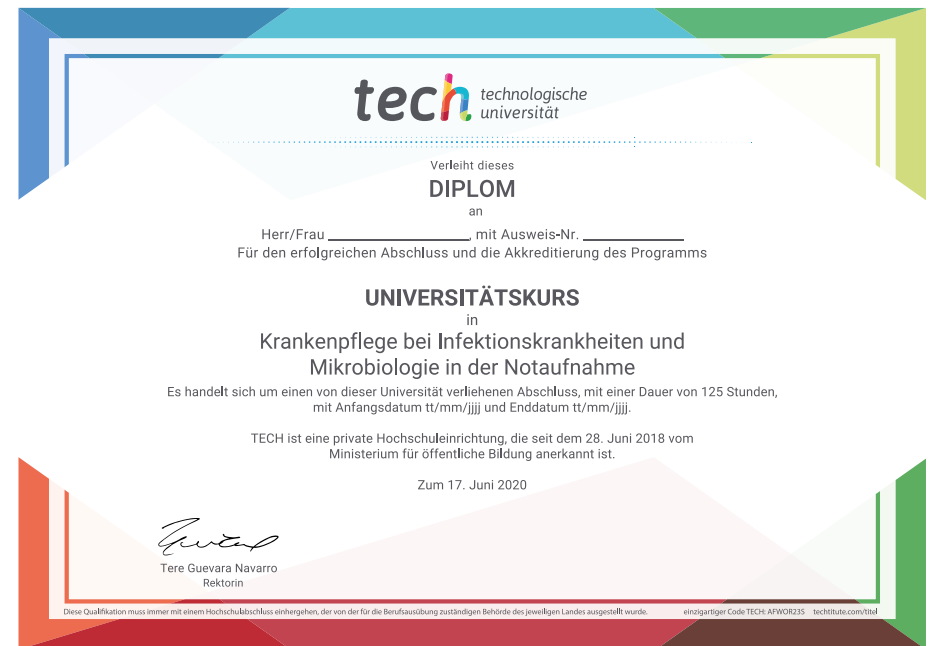 tech technologische
universität
Verleiht dieses
DIPLOM
an
Herr/Frau ____________________, mit Ausweis-Nr. ______________
Für den erfolgreichen Abschluss und die Akkreditierung des Programms
UNIVERSITÄTSKURS
in
Krankenpflege bei Infektionskrankheiten und
Mikrobiologie in der Notaufnahme
Es handelt sich um einen von dieser Universität verliehenen Abschluss, mit einer Dauer von 125 Stunden,
mit Anfangsdatum tt/mm/jjjj und Enddatum tt/mm/jjjj.
TECH ist eine private Hochschuleinrichtung, die seit dem 28. Juni 2018 vom
Ministerium für öffentliche Bildung anerkannt ist.
Zum 17. Juni 2020
Tere Guevara Navarro
Rektorin
Diese Qualifikation muss immer mit einem Hochschulabschluss einhergehen, der von der für die Berufsausübung zuständigen Behörde des jeweiligen Landes ausgestellt wurde. einzigartiger Code TECH: AFWOR23S techtitute.com/titel